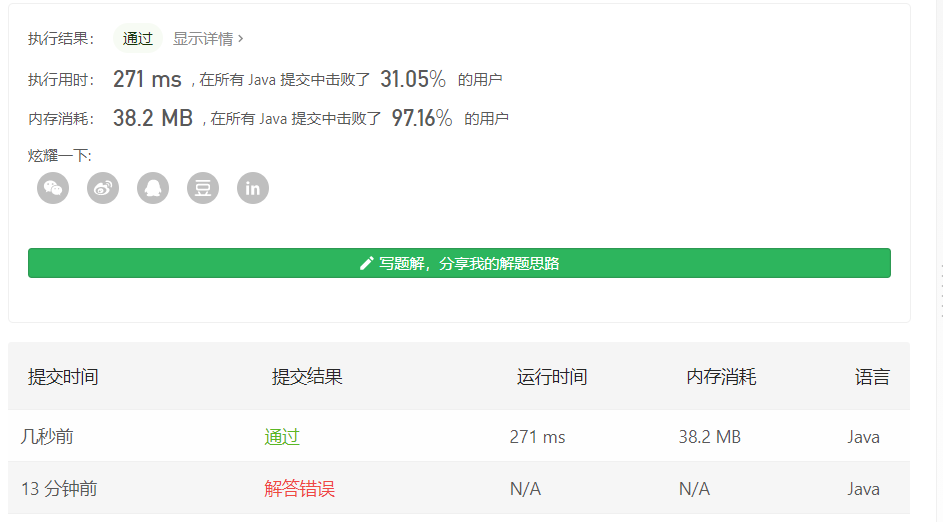 执行结果： 通过 显示详情 >
执行用时： 271 ms , 在所有 Java 提交中击败了 31.05% 的用户
内存消耗： 38.2 MB , 在所有 Java 提交中击败了 97.16% 的用户
炫耀一下:
豆 in
写题解，分享我的解题思路
提交时间 提交结果 运行时间 内存消耗 语言
几秒前 通过 271 ms 38.2 MB Java
13 分钟前 解答错误 N/A N/A Java